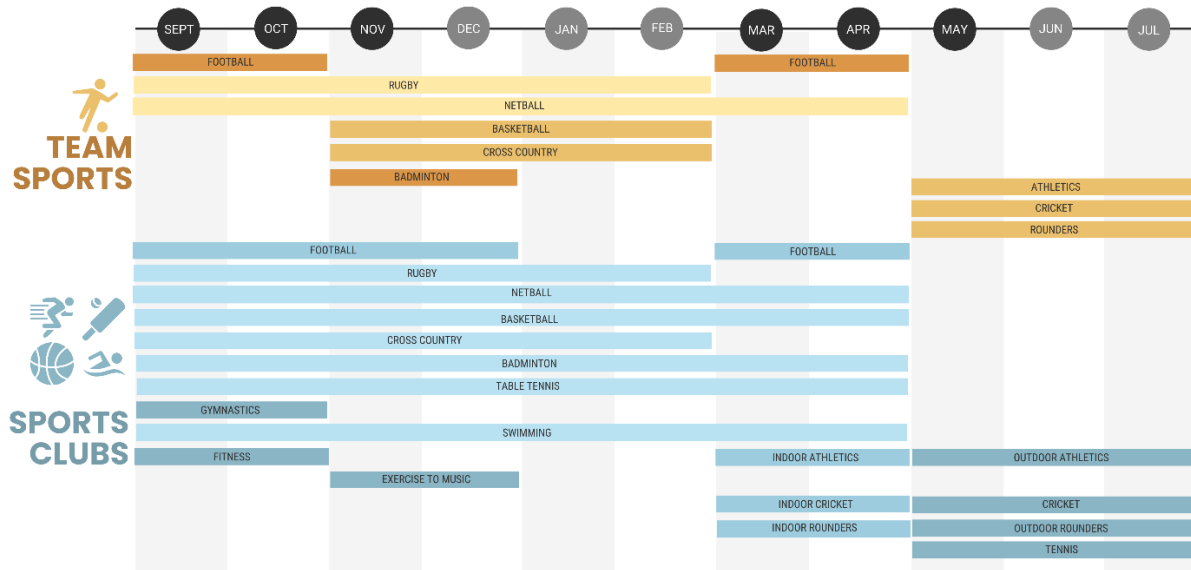 SEPT OCT NOV DEC JAN FEB MAR APR MAY JUN JUL
FOOTBALL FOOTBALL
RUGBY
NETBALL
BASKETBALL
CROSS COUNTRY
BADMINTON
TEAM
SPORTS
ATHLETICS
CRICKET
ROUNDERS
FOOTBALL FOOTBALL
RUGBY
NETBALL
BASKETBALL
CROSS COUNTRY
BADMINTON
TABLE TENNIS
GYMNASTICS
SWIMMING
FITNESS INDOOR ATHLETICS OUTDOOR ATHLETICS
EXERCISE TO MUSIC
INDOOR CRICKET CRICKET
INDOOR ROUNDERS OUTDOOR ROUNDERS
TENNIS
SPORTS
CLUBS